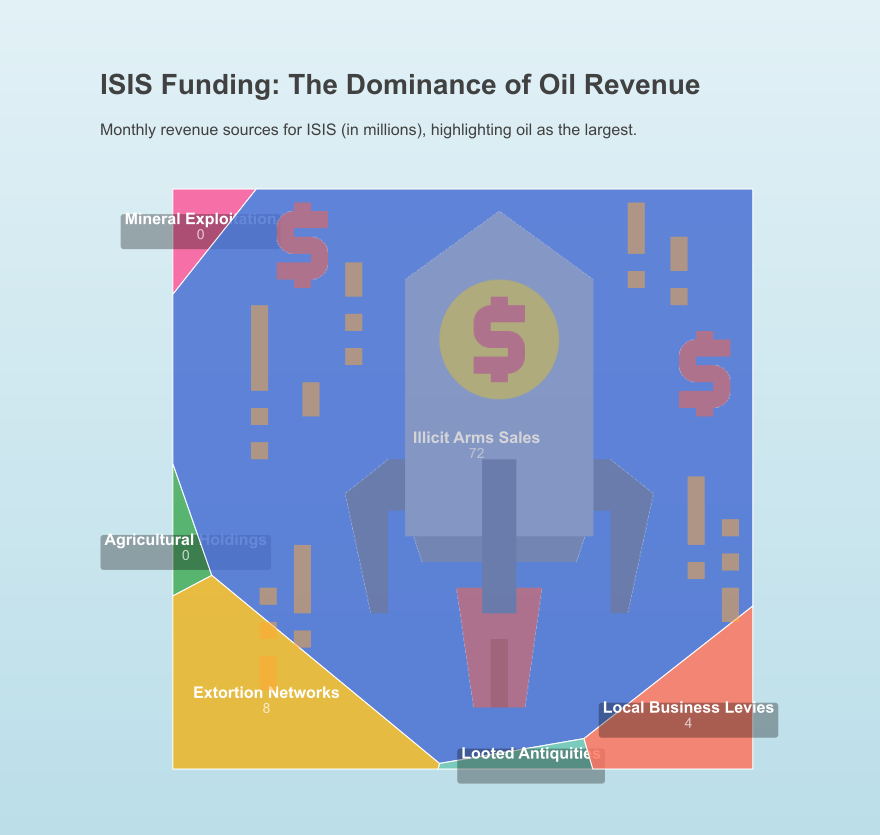 ISIS Funding: The Dominance of Oil Revenue
Monthly revenue sources for ISIS (in millions), highlighting oil as the largest.
Mineral Exploitation
0
$
$
$
Illicit Arms Sales
72
Agricultural Holdings
0
Extortion Networks
8
Local Business Levies
4
Looted Antiquities